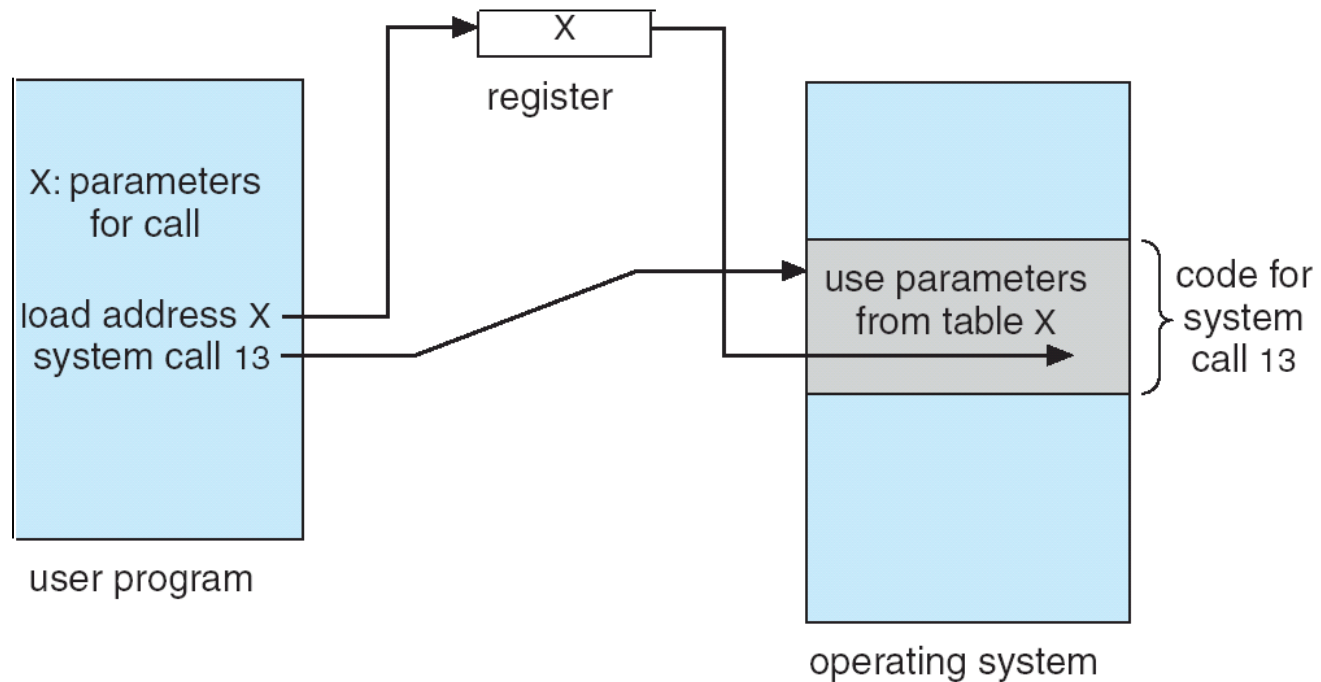 X
register
X: parameters
for call
load address X
system call 13
user program
use parameters
from table X
code for
system
call 13
operating system